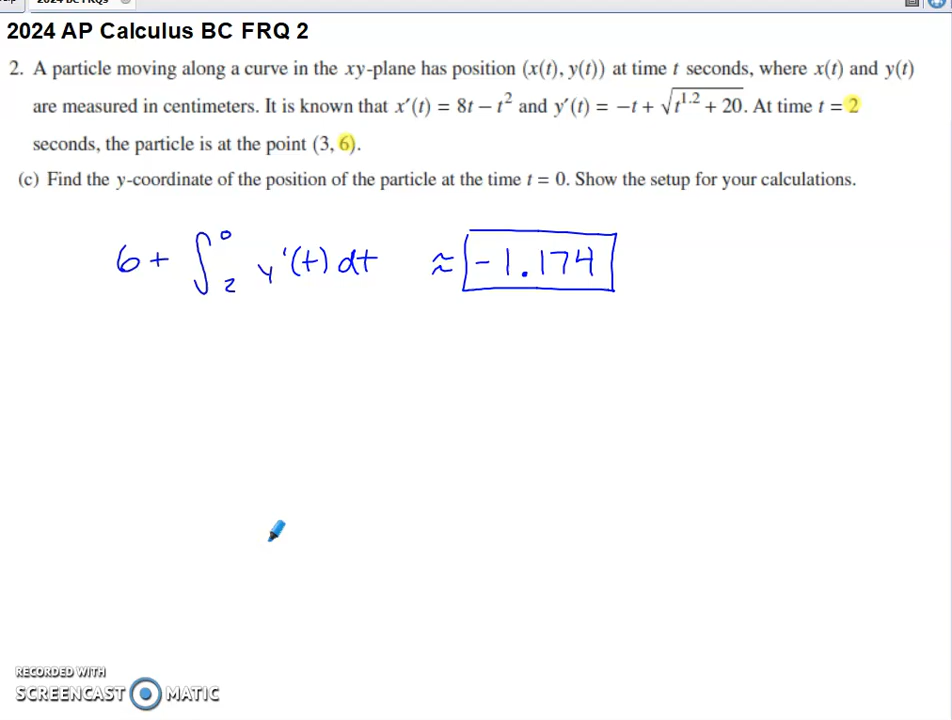 2024 AP Calculus BC FRQ 2
2. A particle moving along a curve in the xy-plane has position (x(t), y(t)) at time t seconds, where x(t) and y(t)
are measured in centimeters. It is known that x′(t) = 8t − t² and y′(t) = −t + √(t^1.2 + 20). At time t = 2
seconds, the particle is at the point (3, 6).
(c) Find the y-coordinate of the position of the particle at the time t = 0. Show the setup for your calculations.
6 + ∫₂⁰ y'(t) dt ≈ -1.174
RECORDED WITH
SCREENCAST MATIC